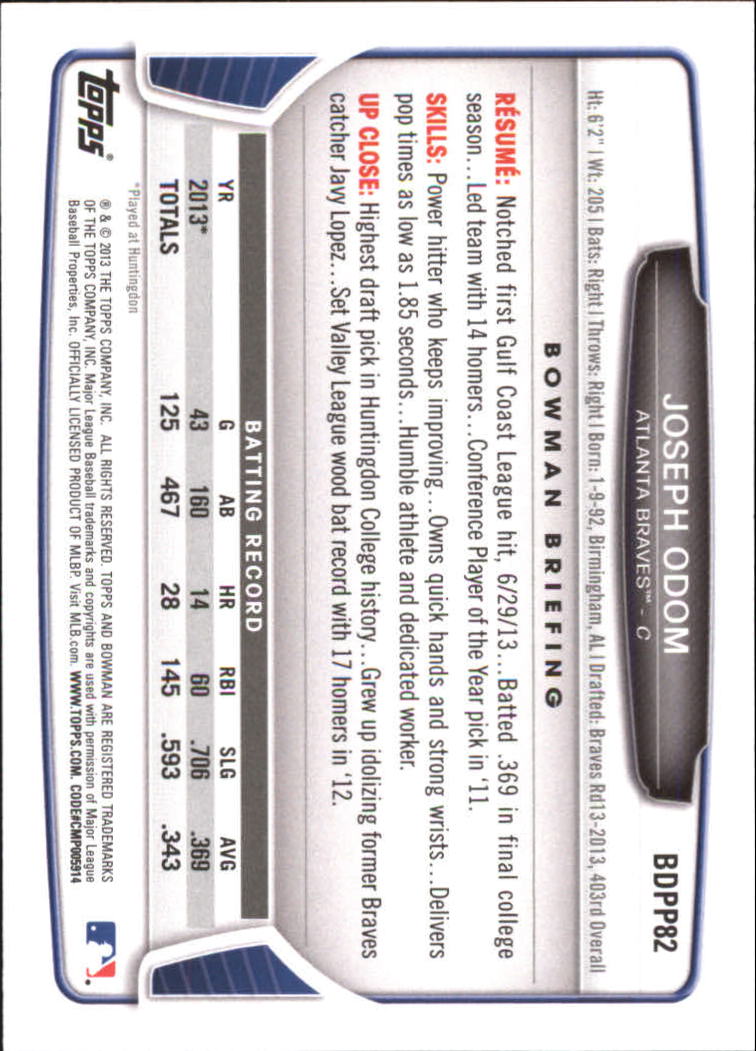 BDPP82
JOSEPH ODOM
ATLANTA BRAVES™ - C
Ht: 6'2" | Wt: 205 | Bats: Right | Throws: Right | Born: 1-9-92, Birmingham, AL | Drafted: Braves Rd13-2013, 403rd Overall
BOWMAN BRIEFING
RÉSUMÉ: Notched first Gulf Coast League hit, 6/29/13...Batted .369 in final college
season...Led team with 14 homers...Conference Player of the Year pick in '11.
SKILLS: Power hitter who keeps improving...Owns quick hands and strong wrists...Delivers
pop times as low as 1.85 seconds...Humble athlete and dedicated worker.
UP CLOSE: Highest draft pick in Huntingdon College history...Grew up idolizing former Braves
catcher Javy Lopez...Set Valley League wood bat record with 17 homers in '12.
BATTING RECORD
YR G AB HR RBI SLG AVG
2013* 43 160 14 60 .706 .369
TOTALS 125 467 28 145 .593 .343
*Played at Huntingdon
topps®
® & © 2013 THE TOPPS COMPANY, INC. ALL RIGHTS RESERVED. TOPPS AND BOWMAN ARE REGISTERED TRADEMARKS
OF THE TOPPS COMPANY, INC. Major League Baseball trademarks and copyrights are used with permission of Major League
Baseball Properties, Inc. OFFICIALLY LICENSED PRODUCT OF MLBP. Visit MLB.com. WWW.TOPPS.COM. CODE#CMP005914